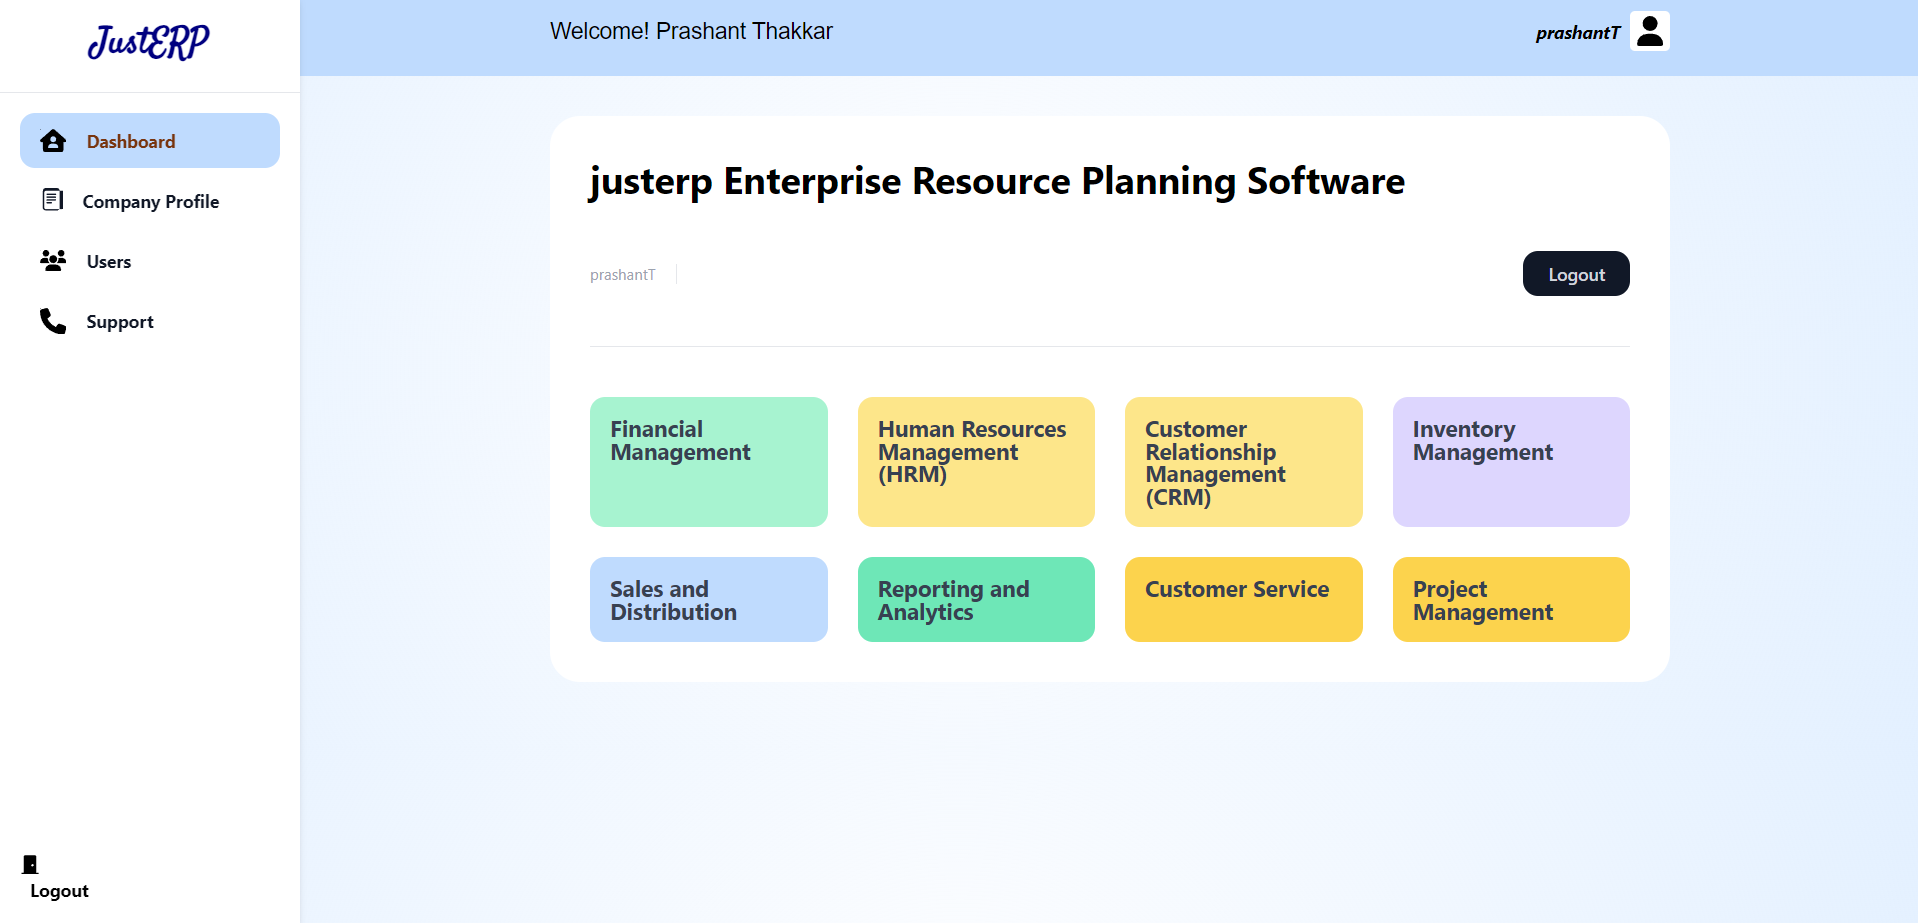 JustERP
Welcome! Prashant Thakkar
prashantT
Dashboard
Company Profile
Users
Support
Logout
justerp Enterprise Resource Planning Software
prashantT
Logout
Financial
Management
Human Resources
Management
(HRM)
Customer
Relationship
Management
(CRM)
Inventory
Management
Sales and
Distribution
Reporting and
Analytics
Customer Service
Project
Management